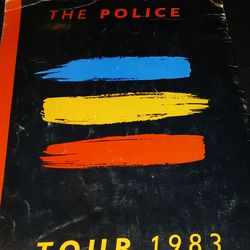 THE POLICE
TOUR 1983